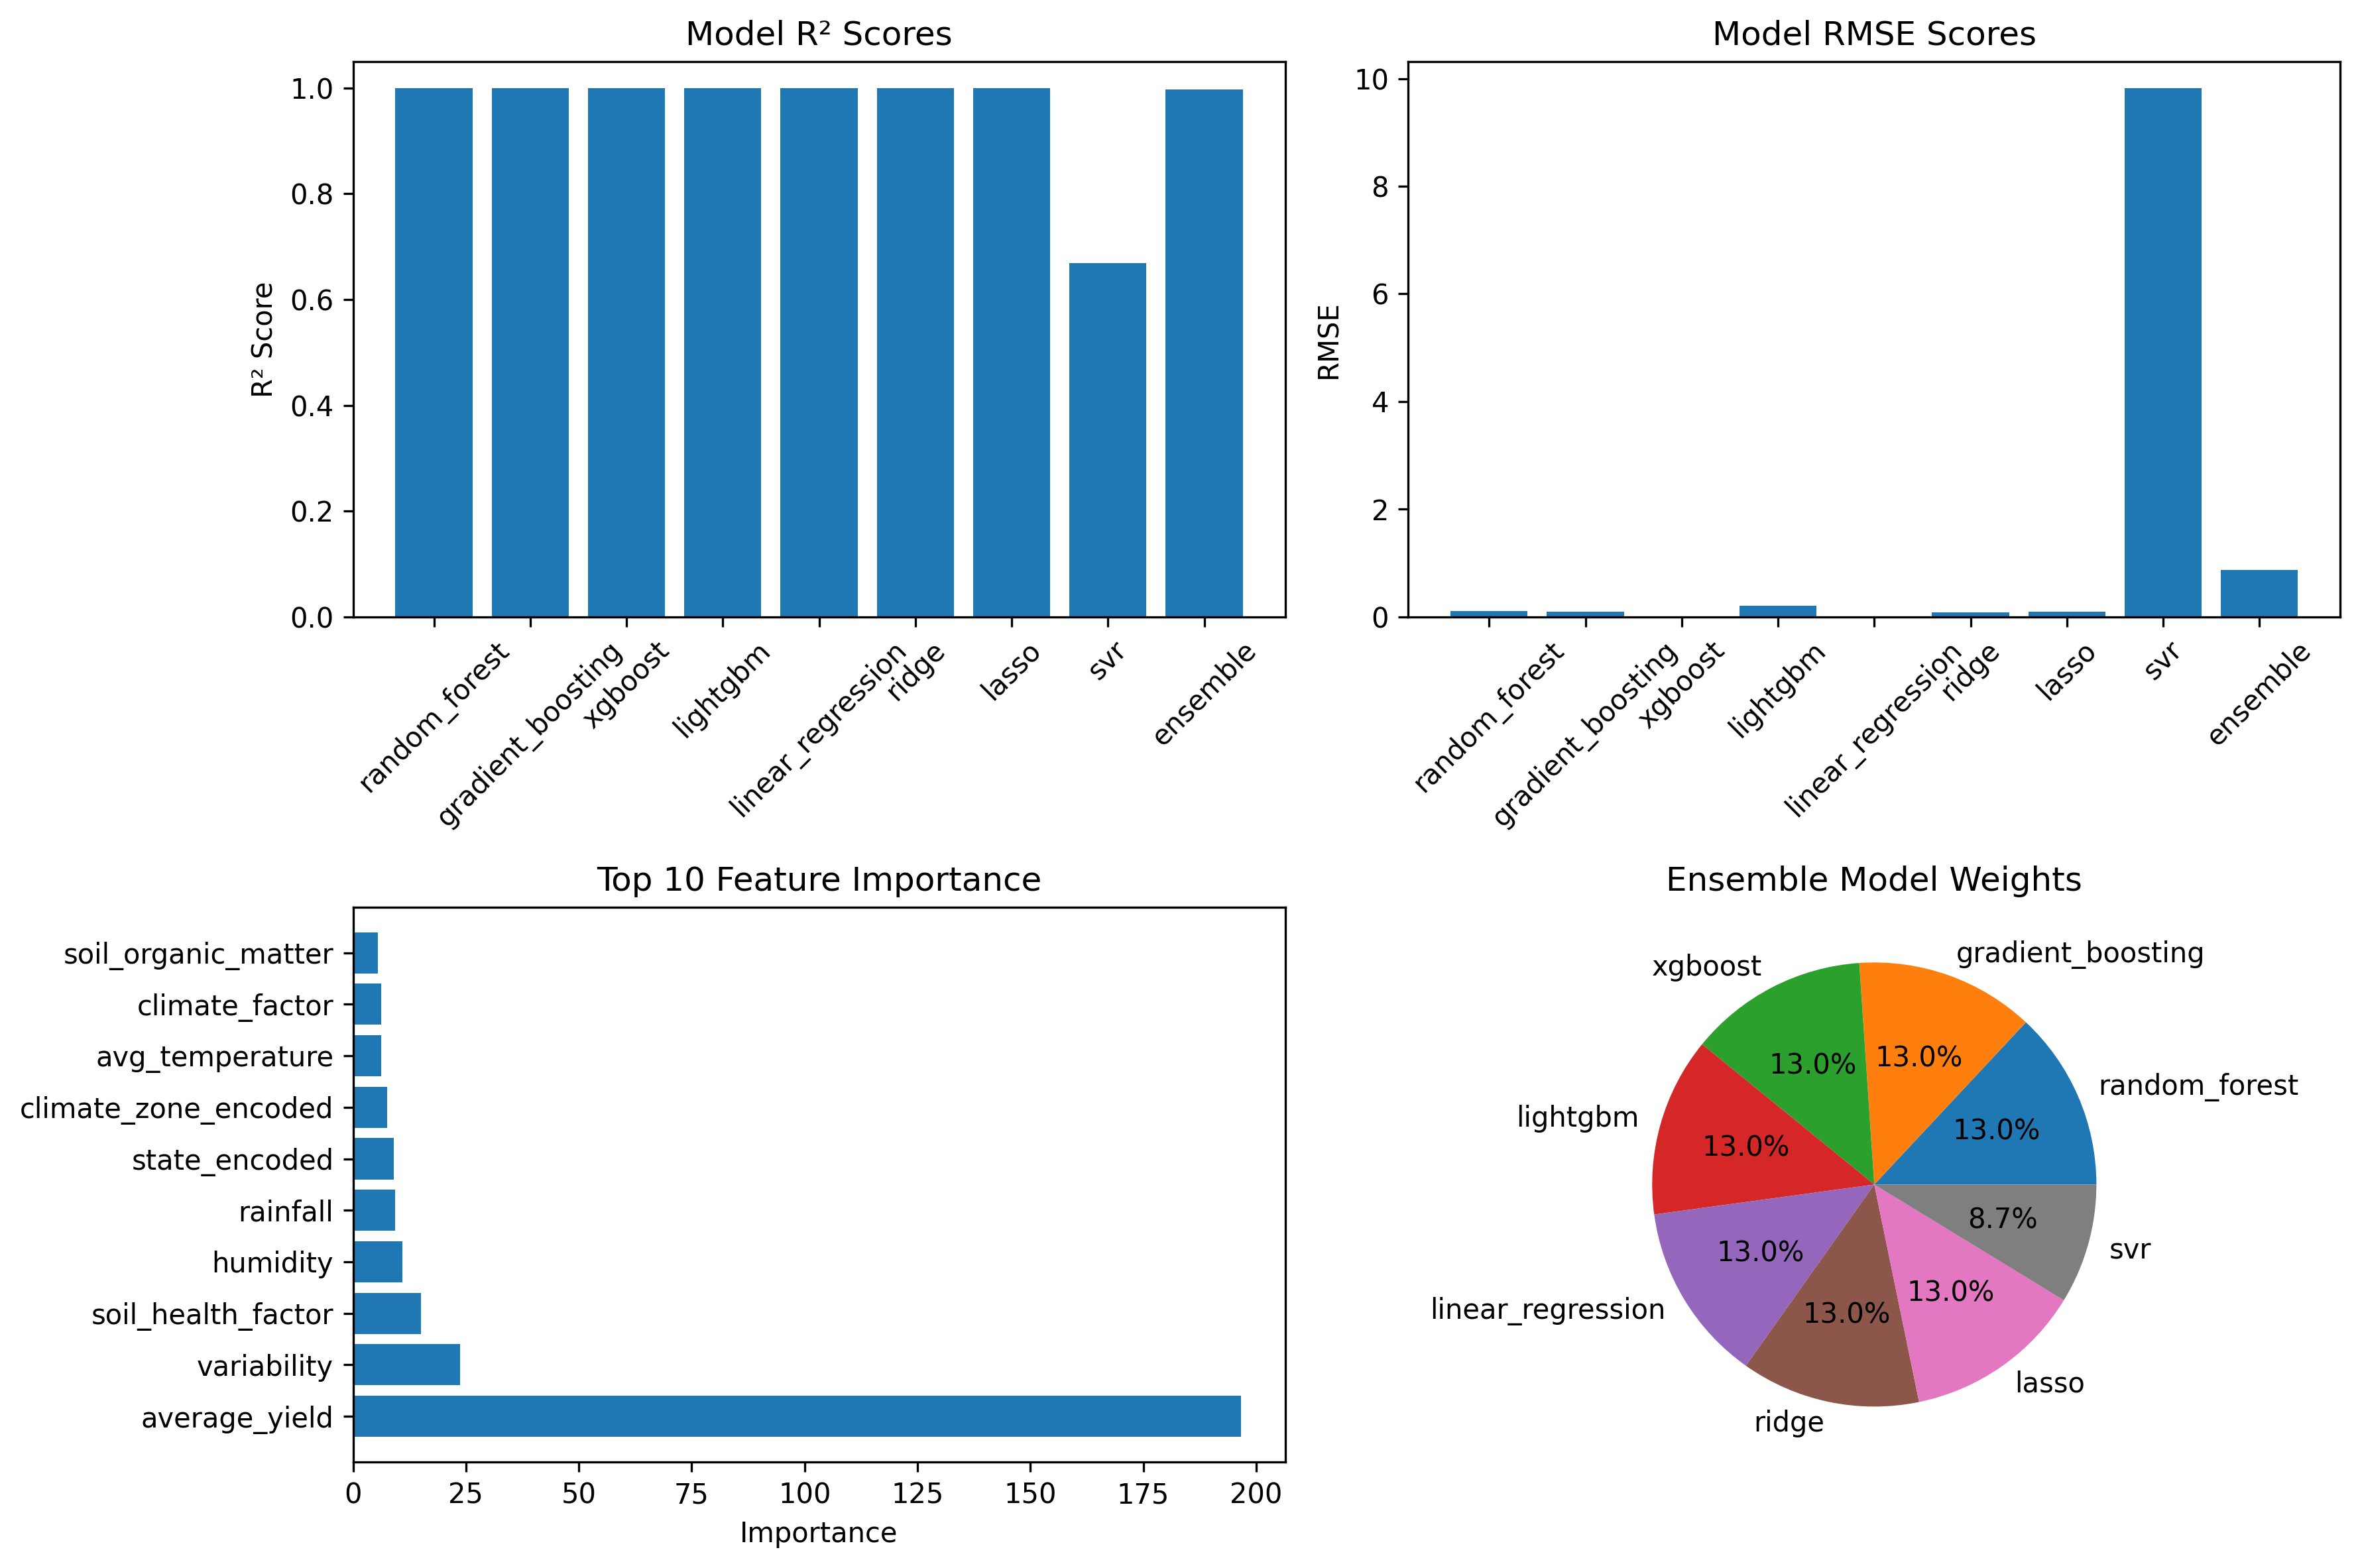 Model R² Scores
R² Score
1.0
0.8
0.6
0.4
0.2
0.0
random_forest
gradient_boosting
xgboost
lightgbm
linear_regression
ridge
lasso
svr
ensemble
Model RMSE Scores
RMSE
10
8
6
4
2
0
random_forest
gradient_boosting
xgboost
lightgbm
linear_regression
ridge
lasso
svr
ensemble
Top 10 Feature Importance
soil_organic_matter
climate_factor
avg_temperature
climate_zone_encoded
state_encoded
rainfall
humidity
soil_health_factor
variability
average_yield
0 25 50 75 100 125 150 175 200
Importance
Ensemble Model Weights
random_forest
13.0%
gradient_boosting
13.0%
xgboost
13.0%
lightgbm
13.0%
linear_regression
13.0%
ridge
13.0%
lasso
13.0%
svr
8.7%